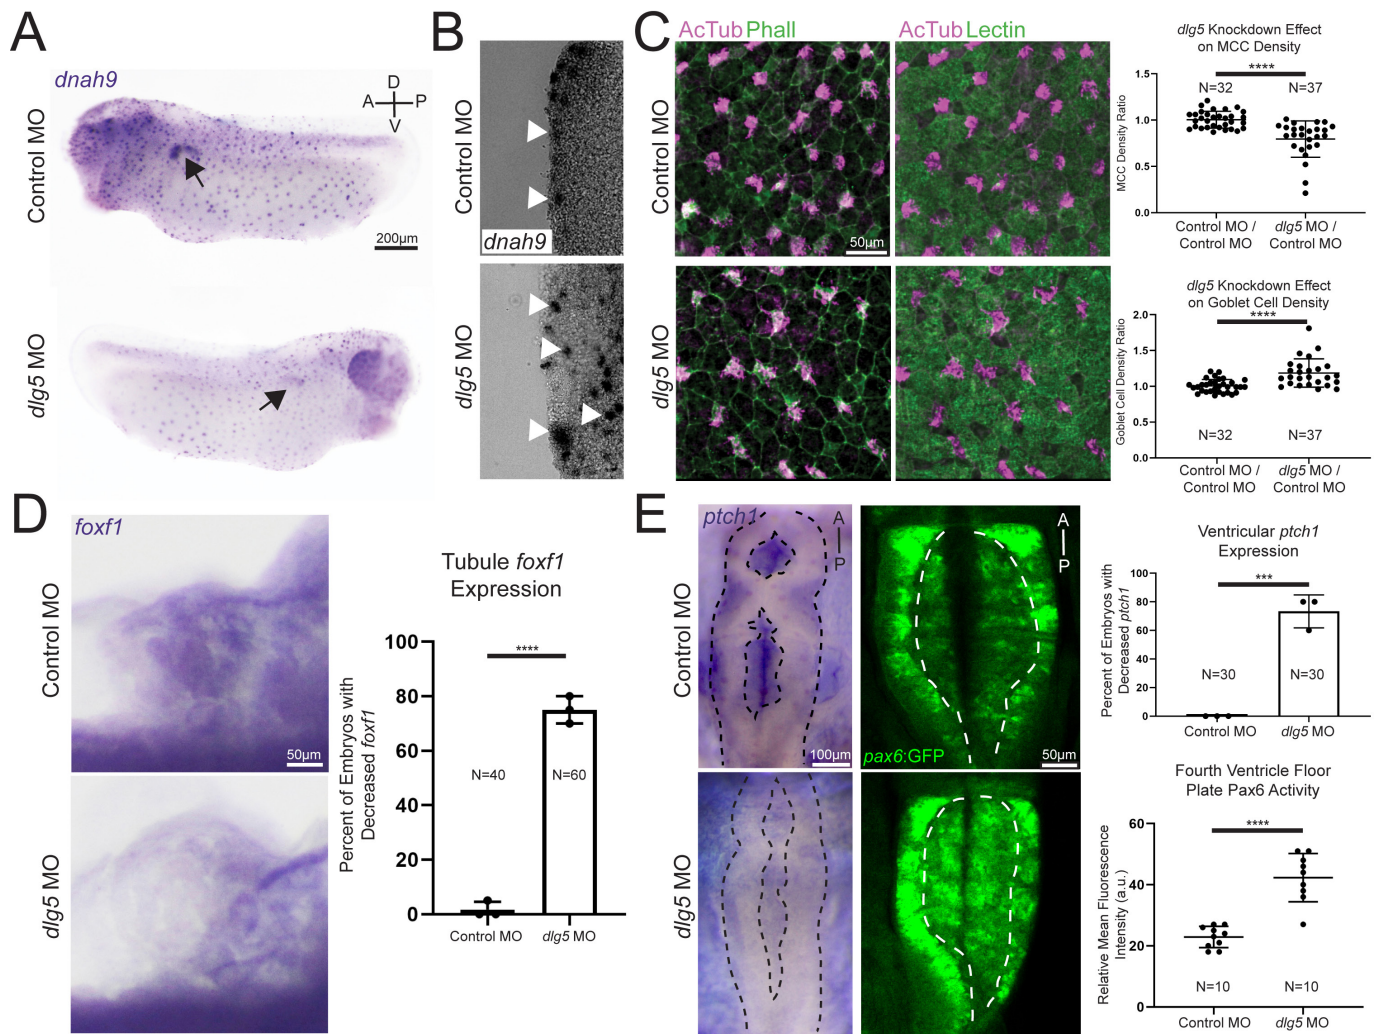 A
dnah9
D
A
P
V
Control MO
200µm
dlg5 MO
B
Control MO
dnah9
dlg5 MO
C
AcTub Phall
AcTub Lectin
Control MO
50µm
dlg5 MO
dlg5 Knockdown Effect
on MCC Density
****
N=32
N=37
MCC Density Ratio
1.5
1.0
0.5
0.0
Control MO /
Control MO
dlg5 MO /
Control MO
dlg5 Knockdown Effect
on Goblet Cell Density
****
Goblet Cell Density Ratio
2.0
1.5
1.0
0.5
0.0
N=32
N=37
Control MO /
Control MO
dlg5 MO /
Control MO
D
foxf1
Control MO
50µm
dlg5 MO
Tubule foxf1
Expression
****
Percent of Embryos with
Decreased foxf1
100
80
60
40
20
0
N=40
N=60
Control MO
dlg5 MO
E
ptch1
A
P
Control MO
100µm
A
P
pax6:GFP
50µm
dlg5 MO
Ventricular ptch1
Expression
***
Percent of Embryos with
Decreased ptch1
100
80
60
40
20
0
N=30
N=30
Control MO
dlg5 MO
Fourth Ventricle Floor
Plate Pax6 Activity
****
Relative Mean Fluorescence
Intensity (a.u.)
60
40
20
0
N=10
N=10
Control MO
dlg5 MO